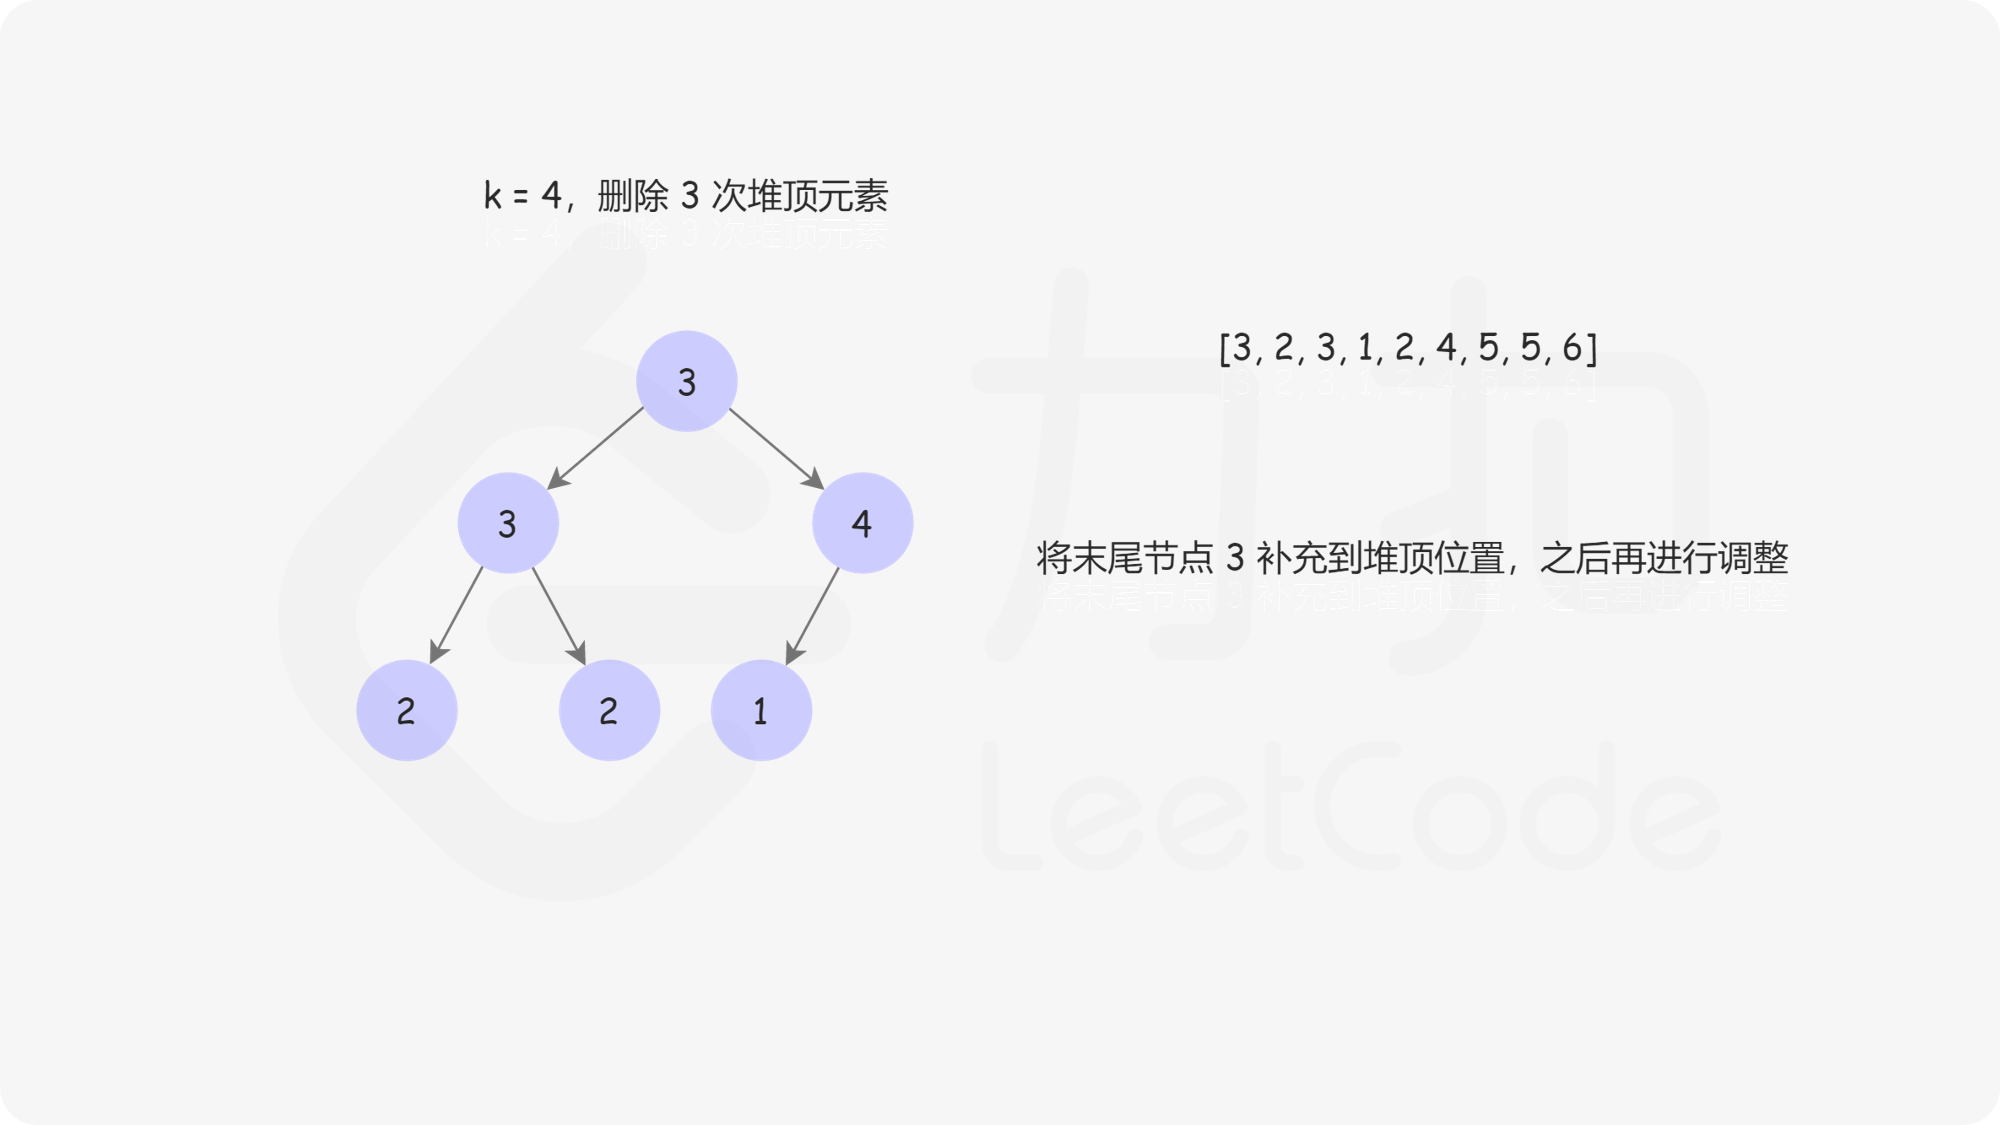 k = 4，删除 3 次堆顶元素
[3, 2, 3, 1, 2, 4, 5, 5, 6]
3
3
4
将末尾节点 3 补充到堆顶位置，之后再进行调整
2
2
1
力扣
LeetCode